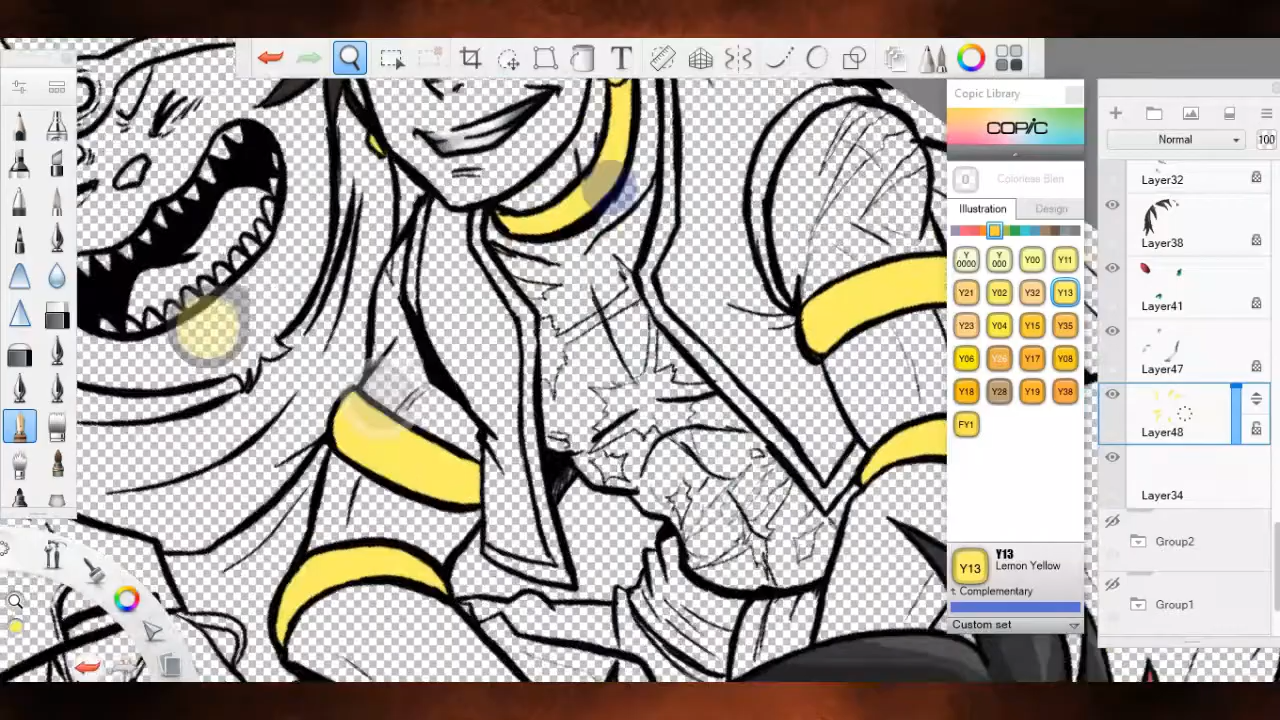 T
Copic Library
Normal
100
COPIC
Layer32
0
Colorless Blen
Illustration
Design
Layer38
Y
0000
Y
000
Y00
Y11
Y21
Y02
Y32
Y13
Layer41
Y23
Y04
Y15
Y35
Y06
Y26
Y17
Y08
Layer47
Y18
Y28
Y19
Y38
FY1
Layer48
Layer34
Group2
Y13
Y13
Lemon Yellow
t. Complementary
Group1
Custom set